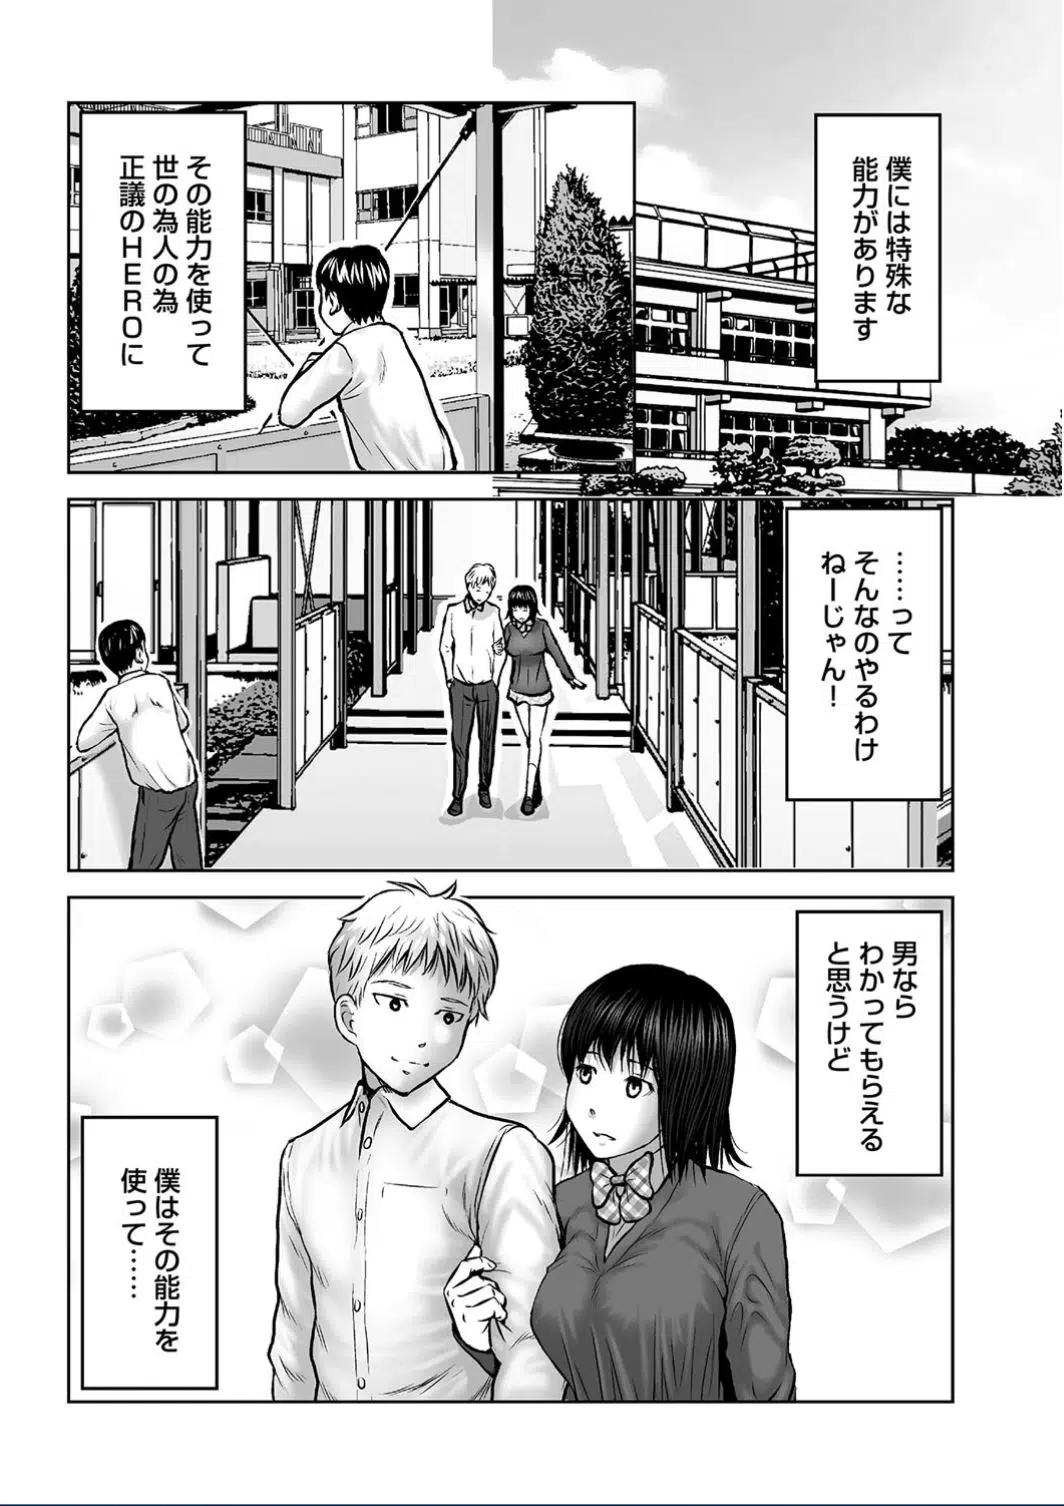 僕には特殊な
能力があります
その能力を使って
世の為人の為
正議のHEROに
……って
そんなのやるわけ
ねーじゃん！
男なら
わかってもらえる
と思うけど
僕はその能力を
使って……